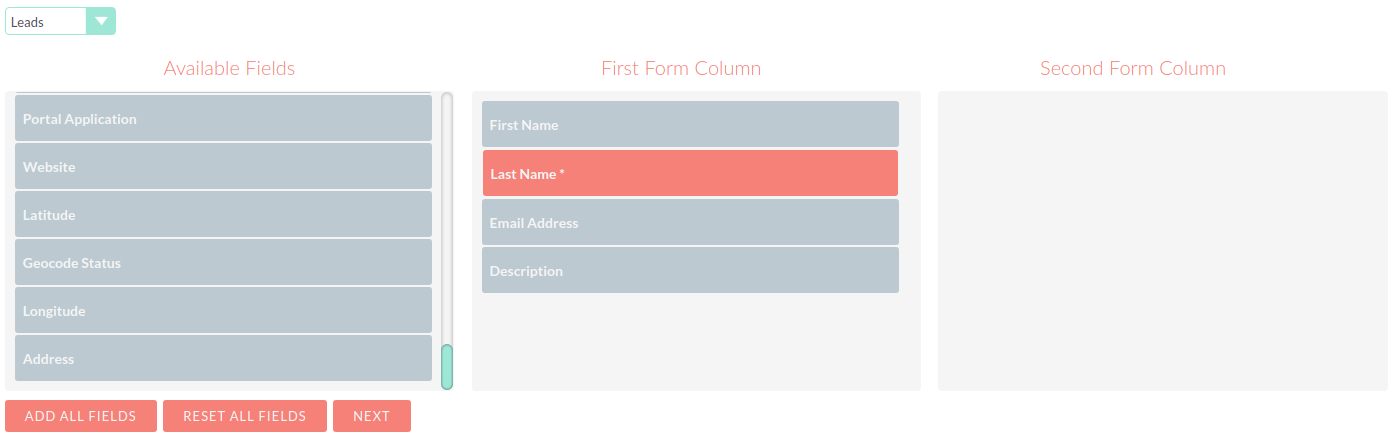 Leads
Available Fields
Portal Application
Website
Latitude
Geocode Status
Longitude
Address
First Form Column
First Name
Last Name *
Email Address
Description
Second Form Column
ADD ALL FIELDS
RESET ALL FIELDS
NEXT